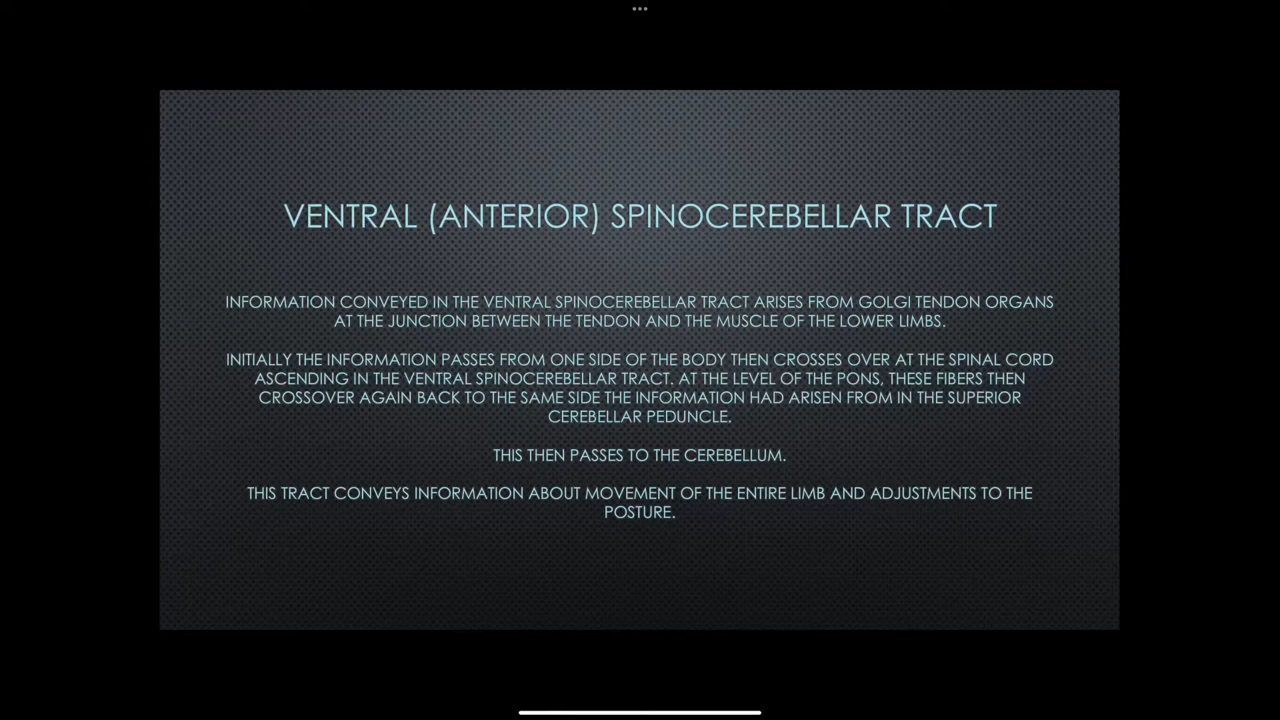 VENTRAL (ANTERIOR) SPINOCEREBELLAR TRACT
INFORMATION CONVEYED IN THE VENTRAL SPINOCEREBELLAR TRACT ARISES FROM GOLGI TENDON ORGANS
AT THE JUNCTION BETWEEN THE TENDON AND THE MUSCLE OF THE LOWER LIMBS.
INITIALLY THE INFORMATION PASSES FROM ONE SIDE OF THE BODY THEN CROSSES OVER AT THE SPINAL CORD
ASCENDING IN THE VENTRAL SPINOCEREBELLAR TRACT. AT THE LEVEL OF THE PONS, THESE FIBERS THEN
CROSSOVER AGAIN BACK TO THE SAME SIDE THE INFORMATION HAD ARISEN FROM IN THE SUPERIOR
CEREBELLAR PEDUNCLE.
THIS THEN PASSES TO THE CEREBELLUM.
THIS TRACT CONVEYS INFORMATION ABOUT MOVEMENT OF THE ENTIRE LIMB AND ADJUSTMENTS TO THE
POSTURE.